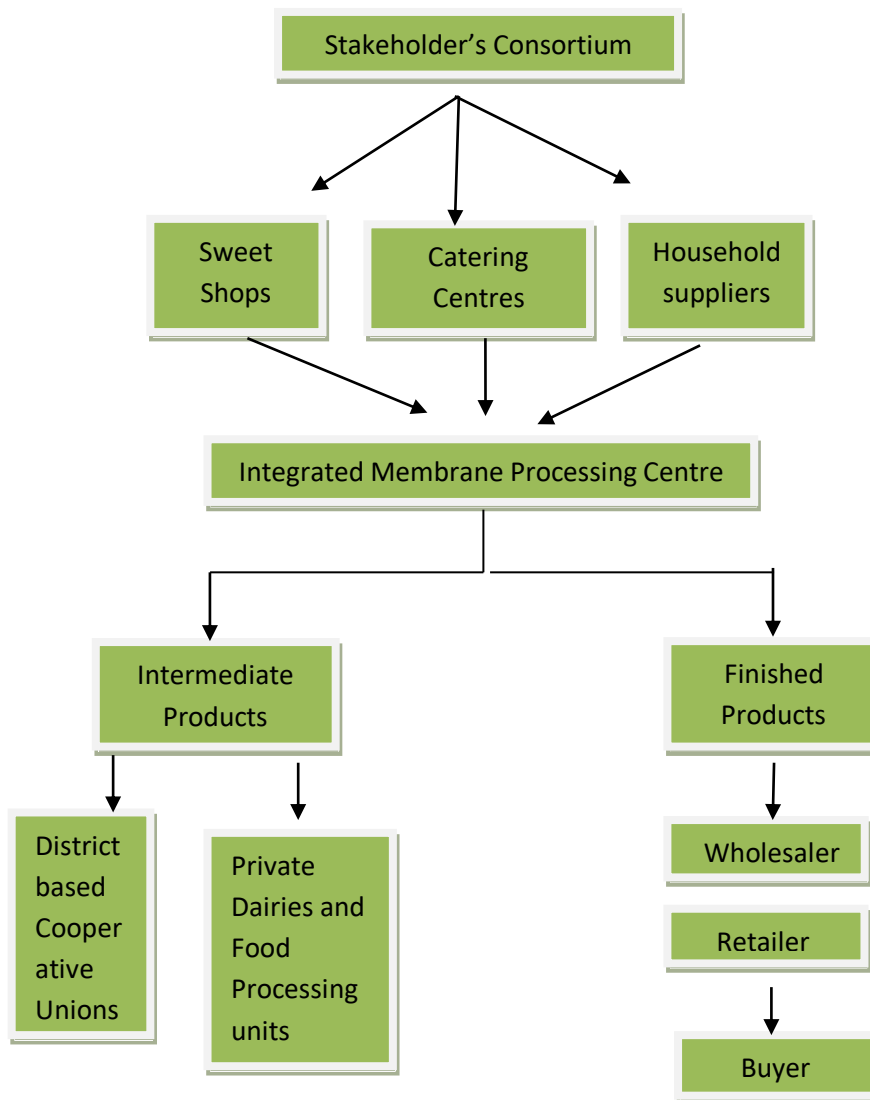 Stakeholder’s Consortium
Sweet
Shops
Catering
Centres
Household
suppliers
Integrated Membrane Processing Centre
Intermediate
Products
Finished
Products
District
based
Cooper
ative
Unions
Private
Dairies and
Food
Processing
units
Wholesaler
Retailer
Buyer